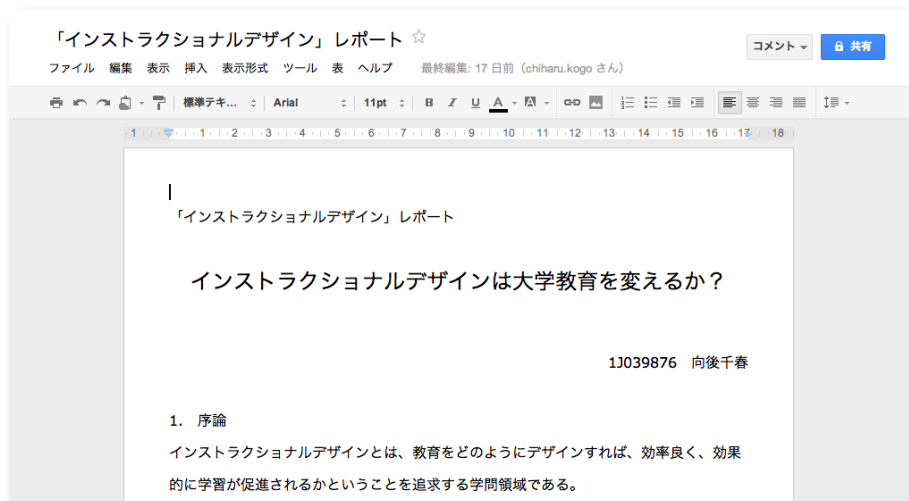 「インストラクショナルデザイン」レポート ☆
コメント
共有
ファイル 編集 表示 挿入 表示形式 ツール 表 ヘルプ 最終編集: 17 日前（chiharu.kogo さん）
標準テキ... Arial 11pt B I U A A
1 1 2 3 4 5 6 7 8 9 10 11 12 13 14 15 16 17 18
「インストラクショナルデザイン」レポート
インストラクショナルデザインは大学教育を変えるか？
1J039876　向後千春
1. 序論
インストラクショナルデザインとは、教育をどのようにデザインすれば、効率良く、効果
的に学習が促進されるかということを追求する学問領域である。